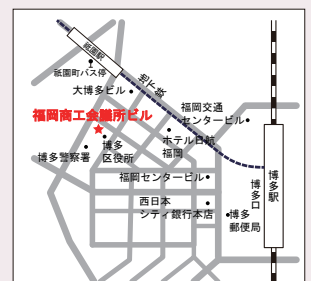 祇園駅
祇園町バス停
地下鉄
大博多ビル
福岡交通
センタービル
福岡商工会議所ビル
博多
区役所
ホテル日航
福岡
博多警察署
福岡センタービル
博多駅
博多口
西日本
シティ銀行本店
博多
郵便局